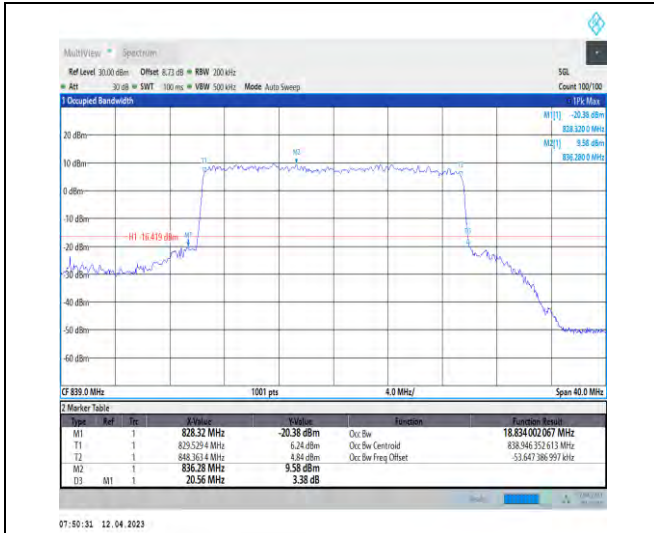 MultiView Spectrum
Ref Level 30.00 dBm Offset 8.73 dB RBW 200 kHz SGL
Att 30 dB SWT 100 ms VBW 500 kHz Mode Auto Sweep Count 100/100
1 Occupied Bandwidth 1Pk Max
M1[1] -20.38 dBm
828.320 0 MHz
M2[1] 9.58 dBm
836.280 0 MHz
20 dBm
10 dBm
0 dBm
-10 dBm
-20 dBm
-30 dBm
-40 dBm
-50 dBm
-60 dBm
T1
M2
T2
H1 -16.419 dBm
M1
D3
CF 839.0 MHz 1001 pts 4.0 MHz/ Span 40.0 MHz
2 Marker Table
Type Ref Trc X-Value Y-Value Function Function Result
M1 1 828.32 MHz -20.38 dBm Occ Bw 18.834 002 067 MHz
T1 1 829.529 4 MHz 6.24 dBm Occ Bw Centroid 838.946 352 613 MHz
T2 1 848.363 4 MHz 4.84 dBm Occ Bw Freq Offset -53.647 386 997 kHz
M2 1 836.28 MHz 9.58 dBm
D3 M1 1 20.56 MHz 3.38 dB
07:50:31 12.04.2023